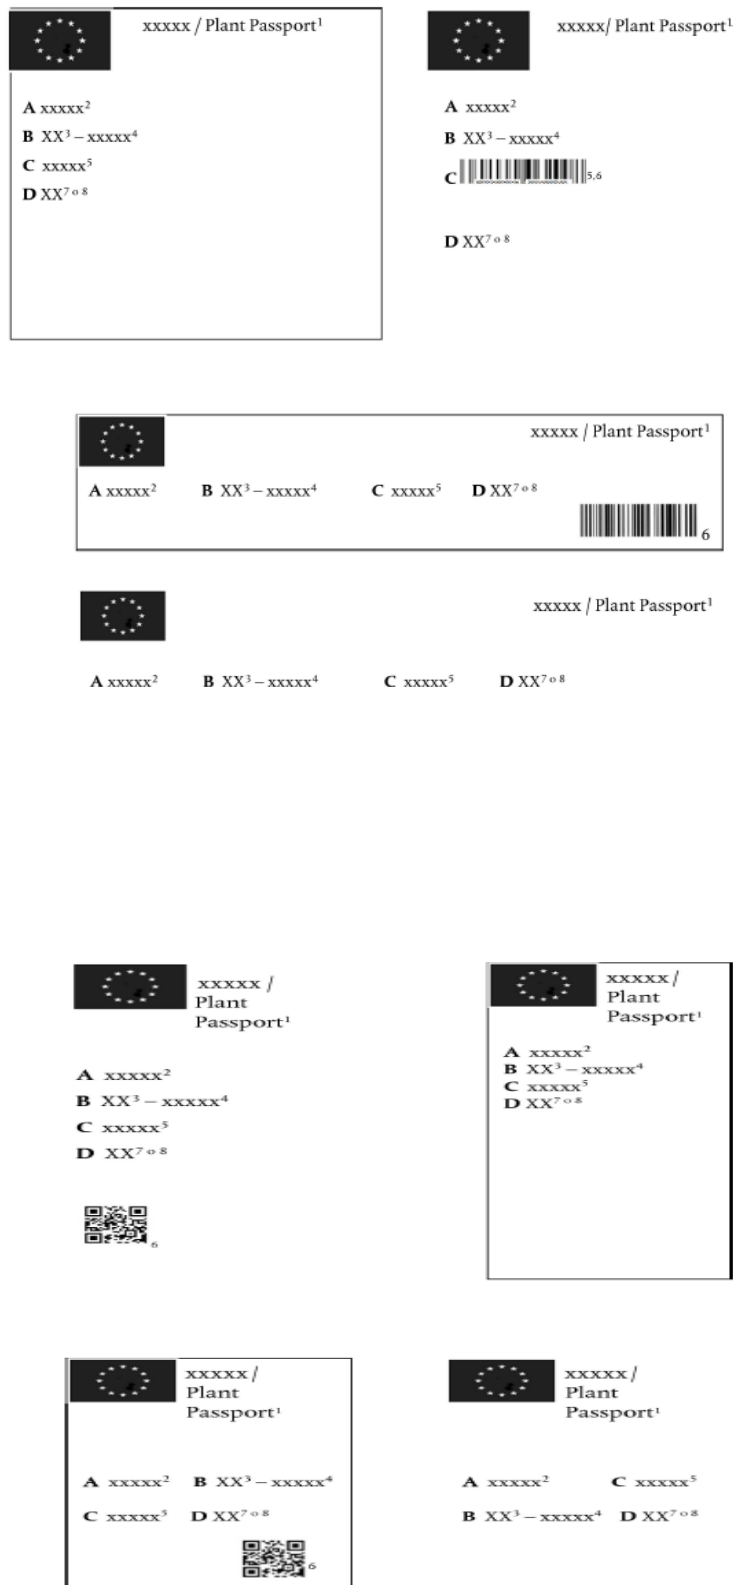 xxxxx / Plant Passport¹
A xxxxx²
B XX³ – xxxxx⁴
C xxxxx⁵
D XX⁷ ᵒ ⁸
xxxxx/ Plant Passport¹
A xxxxx²
B XX³ – xxxxx⁴
C 5,6
D XX⁷ ᵒ ⁸
xxxxx / Plant Passport¹
A xxxxx² B XX³ – xxxxx⁴ C xxxxx⁵ D XX⁷ ᵒ ⁸
6
xxxxx / Plant Passport¹
A xxxxx² B XX³ – xxxxx⁴ C xxxxx⁵ D XX⁷ ᵒ ⁸
xxxxx /
Plant
Passport¹
A xxxxx²
B XX³ – xxxxx⁴
C xxxxx⁵
D XX⁷ ᵒ ⁸
6
xxxxx /
Plant
Passport¹
A xxxxx²
B XX³ – xxxxx⁴
C xxxxx⁵
D XX⁷ ᵒ ⁸
xxxxx /
Plant
Passport¹
A xxxxx² B XX³ – xxxxx⁴
C xxxxx⁵ D XX⁷ ᵒ ⁸
6
xxxxx /
Plant
Passport¹
A xxxxx² C xxxxx⁵
B XX³ – xxxxx⁴ D XX⁷ ᵒ ⁸